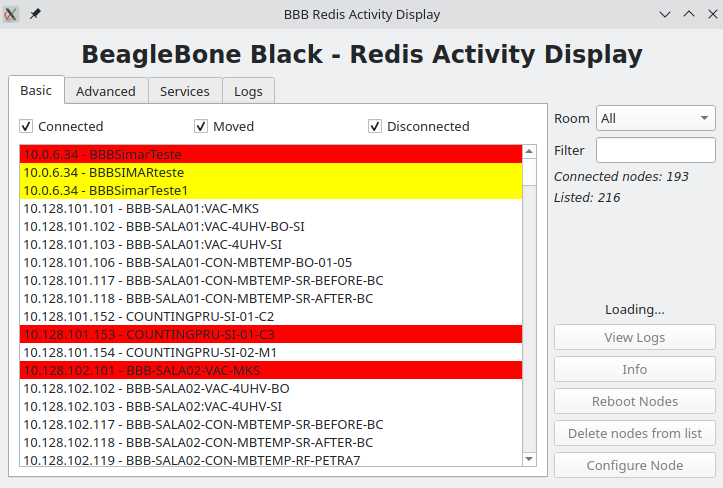 BBB Redis Activity Display
BeagleBone Black - Redis Activity Display
Basic
Advanced
Services
Logs
Connected
Moved
Disconnected
10.0.6.34 - BBBSimarTeste
10.0.6.34 - BBBSIMARteste
10.0.6.34 - BBBSimarTeste1
10.128.101.101 - BBB-SALA01:VAC-MKS
10.128.101.102 - BBB-SALA01:VAC-4UHV-BO-SI
10.128.101.103 - BBB-SALA01:VAC-4UHV-SI
10.128.101.106 - BBB-SALA01-CON-MBTEMP-BO-01-05
10.128.101.117 - BBB-SALA01-CON-MBTEMP-SR-BEFORE-BC
10.128.101.118 - BBB-SALA01-CON-MBTEMP-SR-AFTER-BC
10.128.101.152 - COUNTINGPRU-SI-01-C2
10.128.101.153 - COUNTINGPRU-SI-01-C3
10.128.101.154 - COUNTINGPRU-SI-02-M1
10.128.102.101 - BBB-SALA02-VAC-MKS
10.128.102.102 - BBB-SALA02:VAC-4UHV-BO
10.128.102.103 - BBB-SALA02:VAC-4UHV-SI
10.128.102.117 - BBB-SALA02-CON-MBTEMP-SR-BEFORE-BC
10.128.102.118 - BBB-SALA02-CON-MBTEMP-SR-AFTER-BC
10.128.102.119 - BBB-SALA02-CON-MBTEMP-RF-PETRA7
Room
All
Filter
Connected nodes: 193
Listed: 216
Loading...
View Logs
Info
Reboot Nodes
Delete nodes from list
Configure Node